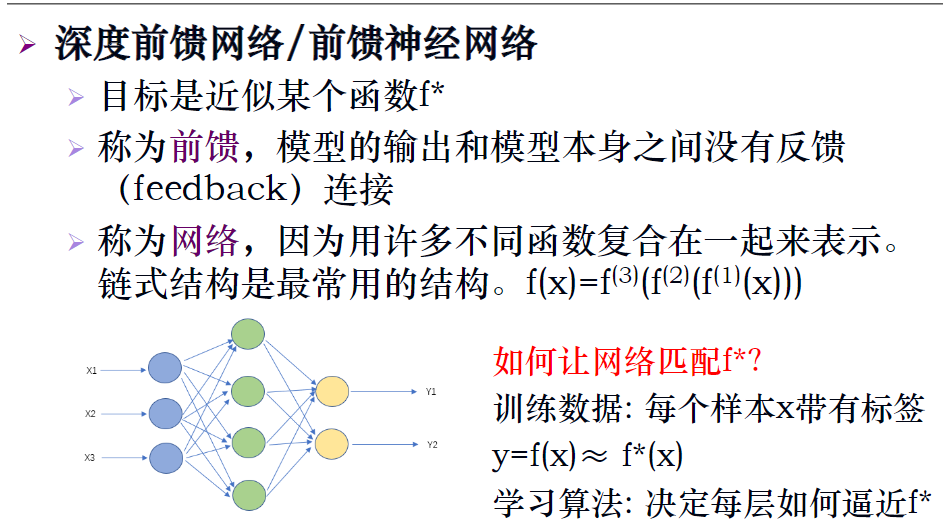 深度前馈网络/前馈神经网络
目标是近似某个函数f*
称为前馈，模型的输出和模型本身之间没有反馈
（feedback）连接
称为网络，因为用许多不同函数复合在一起来表示。
链式结构是最常用的结构。f(x)=f⁽³⁾(f⁽²⁾(f⁽¹⁾(x)))
X1
X2
X3
Y1
Y2
如何让网络匹配f*?
训练数据: 每个样本x带有标签
y=f(x)≈ f*(x)
学习算法: 决定每层如何逼近f*